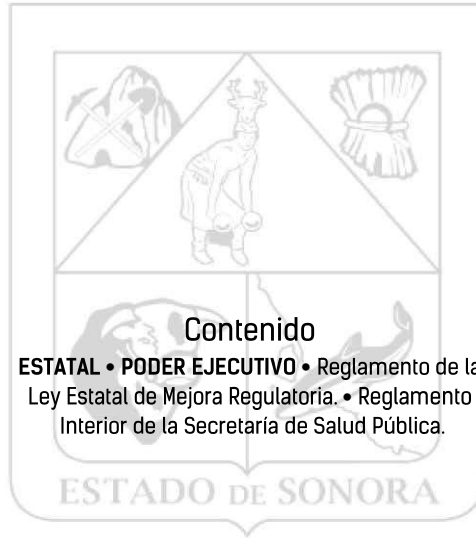 Contenido
ESTATAL • PODER EJECUTIVO • Reglamento de la
Ley Estatal de Mejora Regulatoria. • Reglamento
Interior de la Secretaría de Salud Pública.
ESTADO DE SONORA